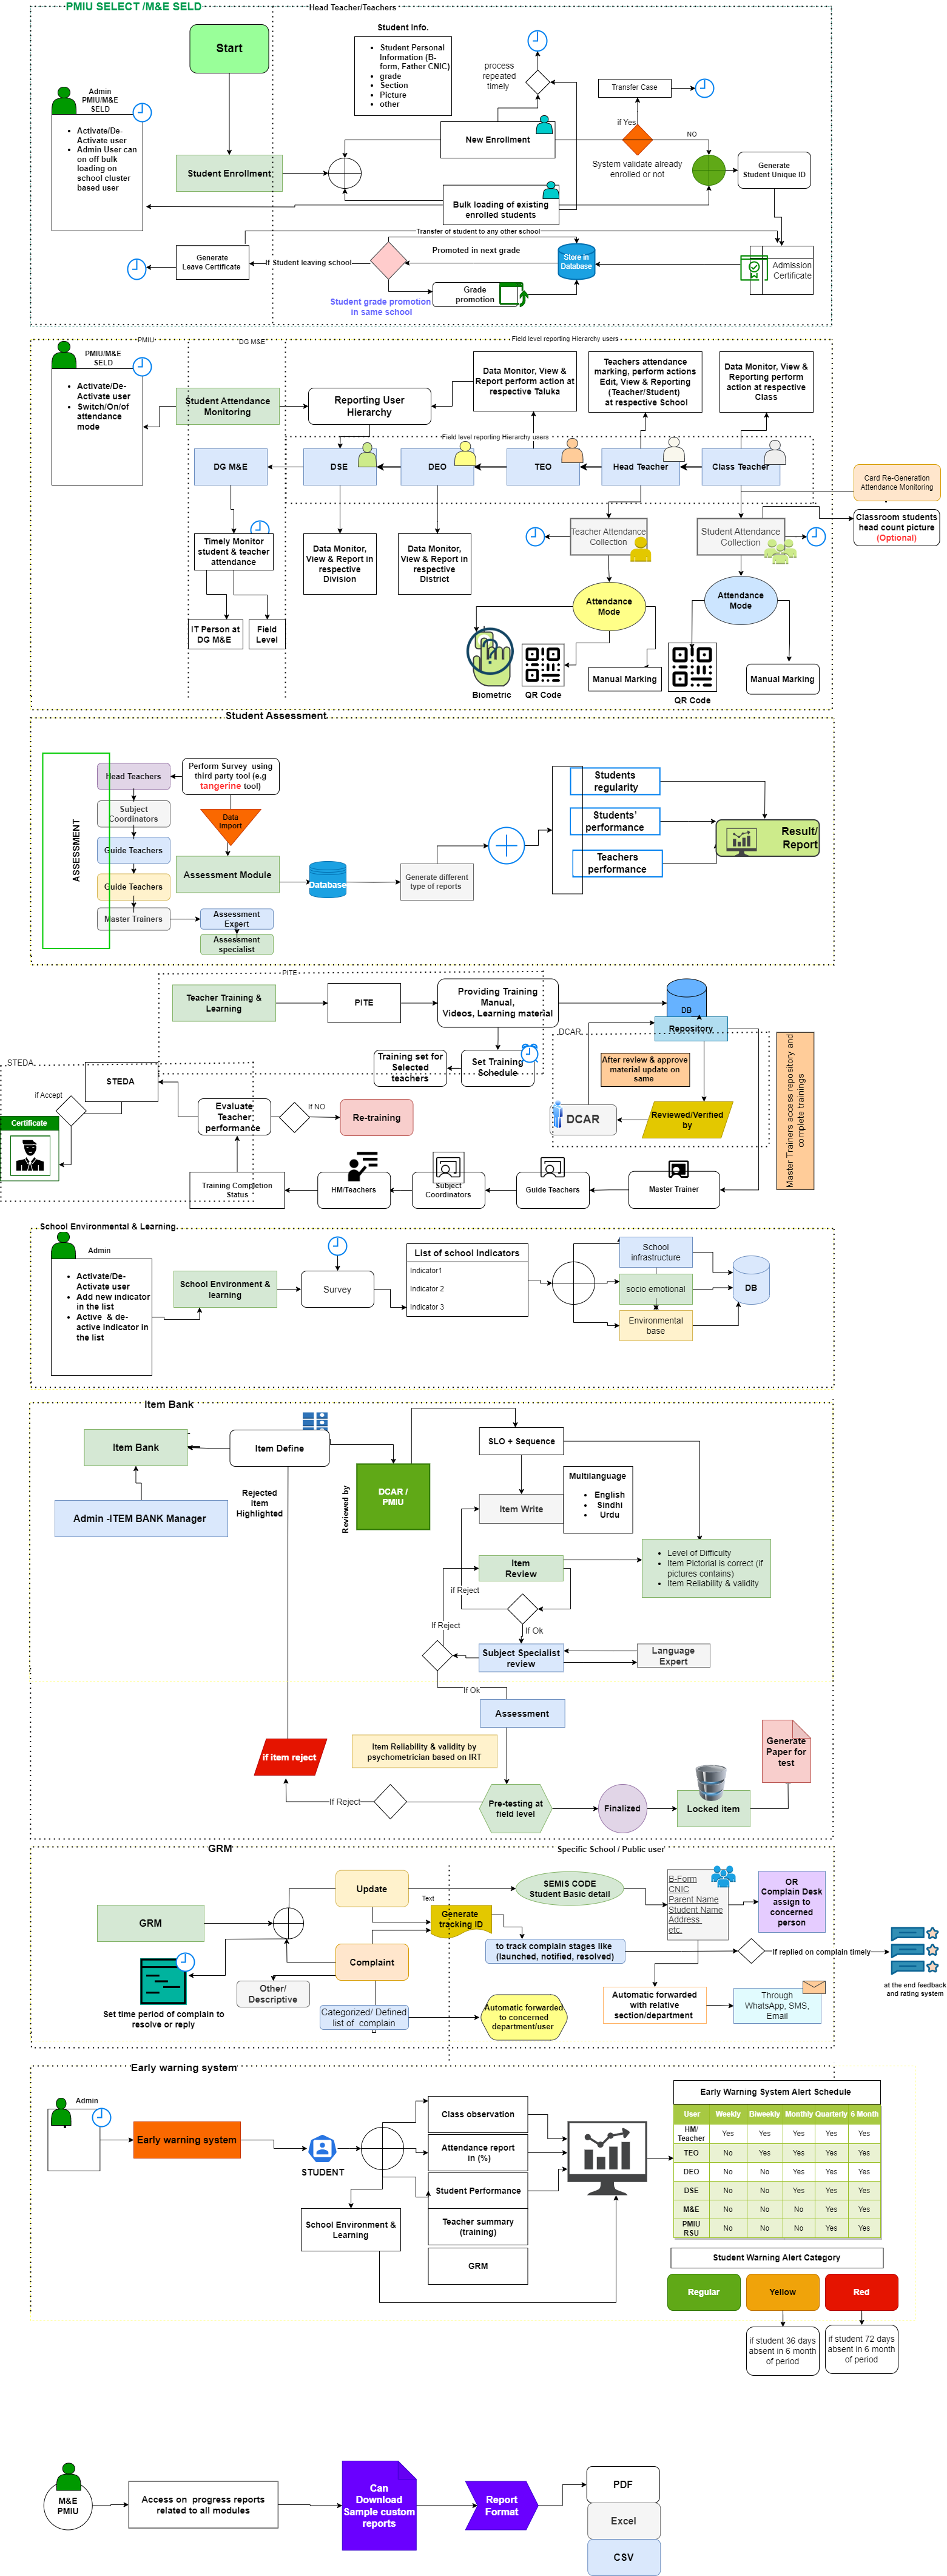 PMIU SELECT /M&E SELD
Head Teacher/Teachers
Start
Student Info.
Student Personal
Information (B-
form, Father CNIC)
grade
Section
Picture
other
process
repeated
timely
Transfer Case
if Yes
NO
Admin
PMIU/M&E
SELD
Activate/De-
Activate user
Admin User can
on off bulk
loading on
school cluster
based user
New Enrollment
System validate already
enrolled or not
Student Enrollment
Generate
Student Unique ID
Bulk loading of existing
enrolled students
Transfer of student to any other school
Generate
Leave Certificate
If Student leaving school
Promoted in next grade
Store in
Database
Admission
Certificate
Student grade promotion
in same school
Grade
promotion
PMIU
DG M&E
Field level reporting Hierarchy users
PMIU/M&E
SELD
Activate/De-
Activate user
Switch/On/of
attendance
mode
Student Attendance
Monitoring
Reporting User
Hierarchy
Data Monitor, View &
Report perform action at
respective Taluka
Teachers attendance
marking, perform actions
Edit, View & Reporting
(Teacher/Student)
at respective School
Data Monitor, View &
Reporting perform
action at respective
Class
Field level reporting Hierarchy users
DG M&E
DSE
DEO
TEO
Head Teacher
Class Teacher
Card Re-Generation
Attendance Monitoring
Classroom students
head count picture
(Optional)
Timely Monitor
student & teacher
attendance
Data Monitor,
View & Report in
respective
Division
Data Monitor,
View & Report in
respective
District
Teacher Attendance
Collection
Student Attendance
Collection
Attendance
Mode
Attendance
Mode
IT Person at
DG M&E
Field
Level
Biometric
QR Code
Manual Marking
QR Code
Manual Marking
Student Assessment
ASSESSMENT
Head Teachers
Subject
Coordinators
Guide Teachers
Guide Teachers
Master Trainers
Perform Survey using
third party tool (e.g
tangerine tool)
Data
Import
Assessment Module
Assessment
Expert
Assessment
specialist
Database
Generate different
type of reports
Students
regularity
Students'
performance
Teachers
performance
Result/
Report
PITE
Teacher Training &
Learning
PITE
Providing Training
Manual,
Videos, Learning material
DB
Repository
DCAR
After review & approve
material update on
same
Master Trainers access repository and
complete trainings
STEDA
STEDA
if Accept
Certificate
Training set for
Selected
teachers
Set Training
Schedule
Evaluate
Teacher
performance
If NO
Re-training
DCAR
Reviewed/Verified
by
Training Completion
Status
HM/Teachers
Subject
Coordinators
Guide Teachers
Master Trainer
School Environmental & Learning
Admin
Activate/De-
Activate user
Add new indicator
in the list
Active & de-
active indicator in
the list
School Environment &
learning
Survey
List of school Indicators
Indicator1
Indicator 2
Indicator 3
School
infrastructure
socio emotional
Environmental
base
DB
Item Bank
Item Bank
Item Define
Admin -ITEM BANK Manager
Rejected
item
Highlighted
Reviewed by
DCAR /
PMIU
SLO + Sequence
Item Write
Multilanguage
English
Sindhi
Urdu
Item
Review
Level of Difficulty
Item Pictorial is correct (if
pictures contains)
Item Reliability & validity
if Reject
If Ok
If Reject
Subject Specialist
review
Language
Expert
If Ok
Assessment
if item reject
Item Reliability & validity by
psychometrician based on IRT
If Reject
Pre-testing at
field level
Finalized
Locked item
Generate
Paper for
test
GRM
Specific School / Public user
GRM
Update
Complaint
Text
Generate
tracking ID
SEMIS CODE
Student Basic detail
B-Form
CNIC
Parent Name
Student Name
Address
etc.
OR
Complain Desk
assign to
concerned
person
to track complain stages like
(launched, notified, resolved)
If replied on complain timely
at the end feedback
and rating system
Set time period of complain to
resolve or reply
Other/
Descriptive
Categorized/ Defined
list of complain
Automatic forwarded
to concerned
department/user
Automatic forwarded
with relative
section/department
Through
WhatsApp, SMS,
Email
Early warning system
Admin
Early warning system
STUDENT
Class observation
Attendance report
in (%)
Student Performance
Teacher summary
(training)
GRM
School Environment &
Learning
Early Warning System Alert Schedule
User Weekly Biweekly Monthly Quarterly 6 Month
HM/
Teacher Yes Yes Yes Yes Yes
TEO No Yes Yes Yes Yes
DEO No No Yes Yes Yes
DSE No No Yes Yes Yes
M&E No No No Yes Yes
PMIU
RSU No No No Yes Yes
Student Warning Alert Category
Regular
Yellow
Red
if student 36 days
absent in 6 month
of period
if student 72 days
absent in 6 month
of period
M&E
PMIU
Access on progress reports
related to all modules
Can
Download
Sample custom
reports
Report
Format
PDF
Excel
CSV